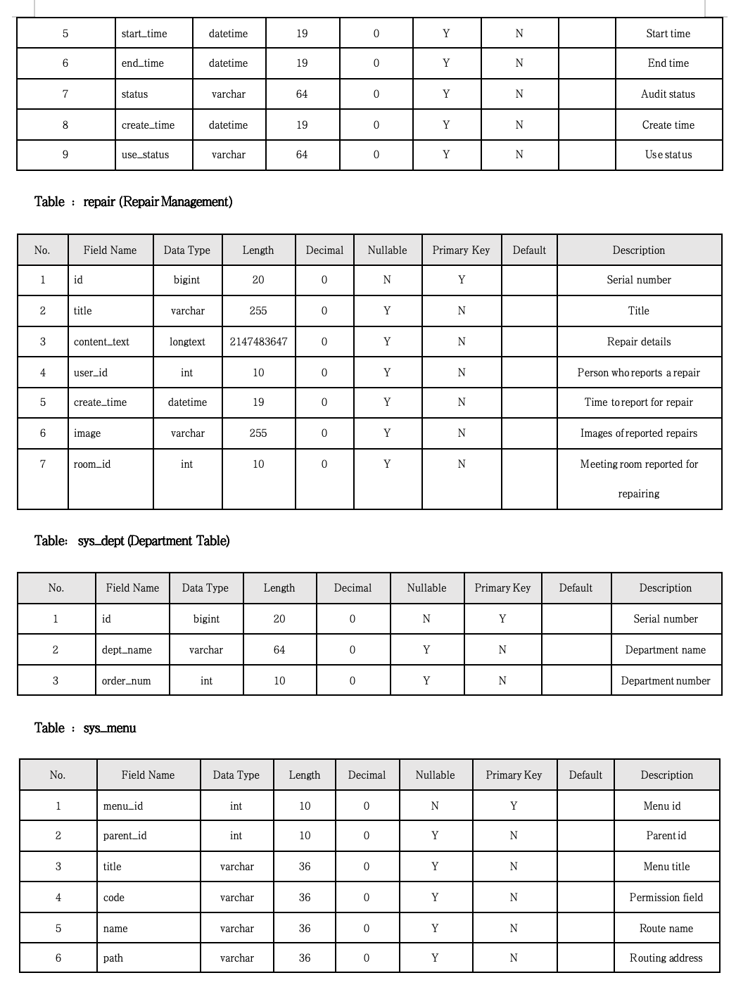 5 start_time datetime 19 0 Y N Start time
6 end_time datetime 19 0 Y N End time
7 status varchar 64 0 Y N Audit status
8 create_time datetime 19 0 Y N Create time
9 use_status varchar 64 0 Y N Use status
Table : repair (Repair Management)
No. Field Name Data Type Length Decimal Nullable Primary Key Default Description
1 id bigint 20 0 N Y Serial number
2 title varchar 255 0 Y N Title
3 content_text longtext 2147483647 0 Y N Repair details
4 user_id int 10 0 Y N Person who reports a repair
5 create_time datetime 19 0 Y N Time to report for repair
6 image varchar 255 0 Y N Images of reported repairs
7 room_id int 10 0 Y N Meeting room reported for
repairing
Table: sys_dept (Department Table)
No. Field Name Data Type Length Decimal Nullable Primary Key Default Description
1 id bigint 20 0 N Y Serial number
2 dept_name varchar 64 0 Y N Department name
3 order_num int 10 0 Y N Department number
Table : sys_menu
No. Field Name Data Type Length Decimal Nullable Primary Key Default Description
1 menu_id int 10 0 N Y Menu id
2 parent_id int 10 0 Y N Parent id
3 title varchar 36 0 Y N Menu title
4 code varchar 36 0 Y N Permission field
5 name varchar 36 0 Y N Route name
6 path varchar 36 0 Y N Routing address